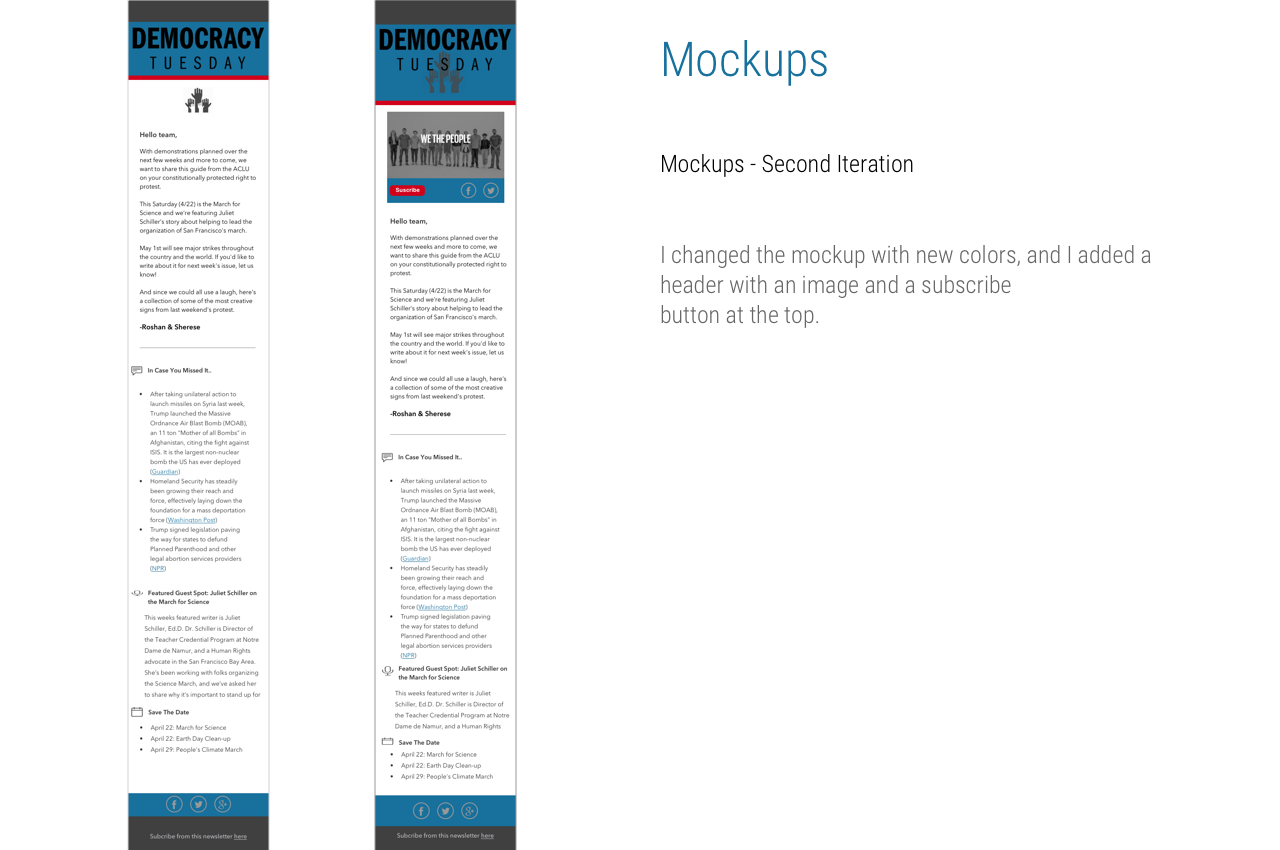 DEMOCRACY
TUESDAY
Hello team,
With demonstrations planned over the
next few weeks and more to come, we
want to share this guide from the ACLU
on your constitutionally protected right to
protest.
This Saturday (4/22) is the March for
Science and we're featuring Juliet
Schiller's story about helping to lead the
organization of San Francisco's march.
May 1st will see major strikes throughout
the country and the world. If you'd like to
write about it for next week's issue, let us
know!
And since we could all use a laugh, here's
a collection of some of the most creative
signs from last weekend's protest.
-Roshan & Sherese
In Case You Missed It..
• After taking unilateral action to
launch missiles on Syria last week,
Trump launched the Massive
Ordnance Air Blast Bomb (MOAB),
an 11 ton "Mother of all Bombs" in
Afghanistan, citing the fight against
ISIS. It is the largest non-nuclear
bomb the US has ever deployed
(Guardian)
• Homeland Security has steadily
been growing their reach and
force, effectively laying down the
foundation for a mass deportation
force (Washington Post)
• Trump signed legislation paving
the way for states to defund
Planned Parenthood and other
legal abortion services providers
(NPR)
Featured Guest Spot: Juliet Schiller on
the March for Science
This weeks featured writer is Juliet
Schiller, Ed.D. Dr. Schiller is Director of
the Teacher Credential Program at Notre
Dame de Namur, and a Human Rights
advocate in the San Francisco Bay Area.
She's been working with folks organizing
the Science March, and we've asked her
to share why it's important to stand up for
Save The Date
• April 22: March for Science
• April 22: Earth Day Clean-up
• April 29: People's Climate March
Subcribe from this newsletter here
DEMOCRACY
TUESDAY
WE THE PEOPLE
Suscribe
Hello team,
With demonstrations planned over the
next few weeks and more to come, we
want to share this guide from the ACLU
on your constitutionally protected right to
protest.
This Saturday (4/22) is the March for
Science and we're featuring Juliet
Schiller's story about helping to lead the
organization of San Francisco's march.
May 1st will see major strikes throughout
the country and the world. If you'd like to
write about it for next week's issue, let us
know!
And since we could all use a laugh, here's
a collection of some of the most creative
signs from last weekend's protest.
-Roshan & Sherese
In Case You Missed It..
• After taking unilateral action to
launch missiles on Syria last week,
Trump launched the Massive
Ordnance Air Blast Bomb (MOAB),
an 11 ton "Mother of all Bombs" in
Afghanistan, citing the fight against
ISIS. It is the largest non-nuclear
bomb the US has ever deployed
(Guardian)
• Homeland Security has steadily
been growing their reach and
force, effectively laying down the
foundation for a mass deportation
force (Washington Post)
• Trump signed legislation paving
the way for states to defund
Planned Parenthood and other
legal abortion services providers
(NPR)
Featured Guest Spot: Juliet Schiller on
the March for Science
This weeks featured writer is Juliet
Schiller, Ed.D. Dr. Schiller is Director of
the Teacher Credential Program at Notre
Dame de Namur, and a Human Rights
Save The Date
• April 22: March for Science
• April 22: Earth Day Clean-up
• April 29: People's Climate March
Subcribe from this newsletter here
Mockups
Mockups - Second Iteration
I changed the mockup with new colors, and I added a
header with an image and a subscribe
button at the top.